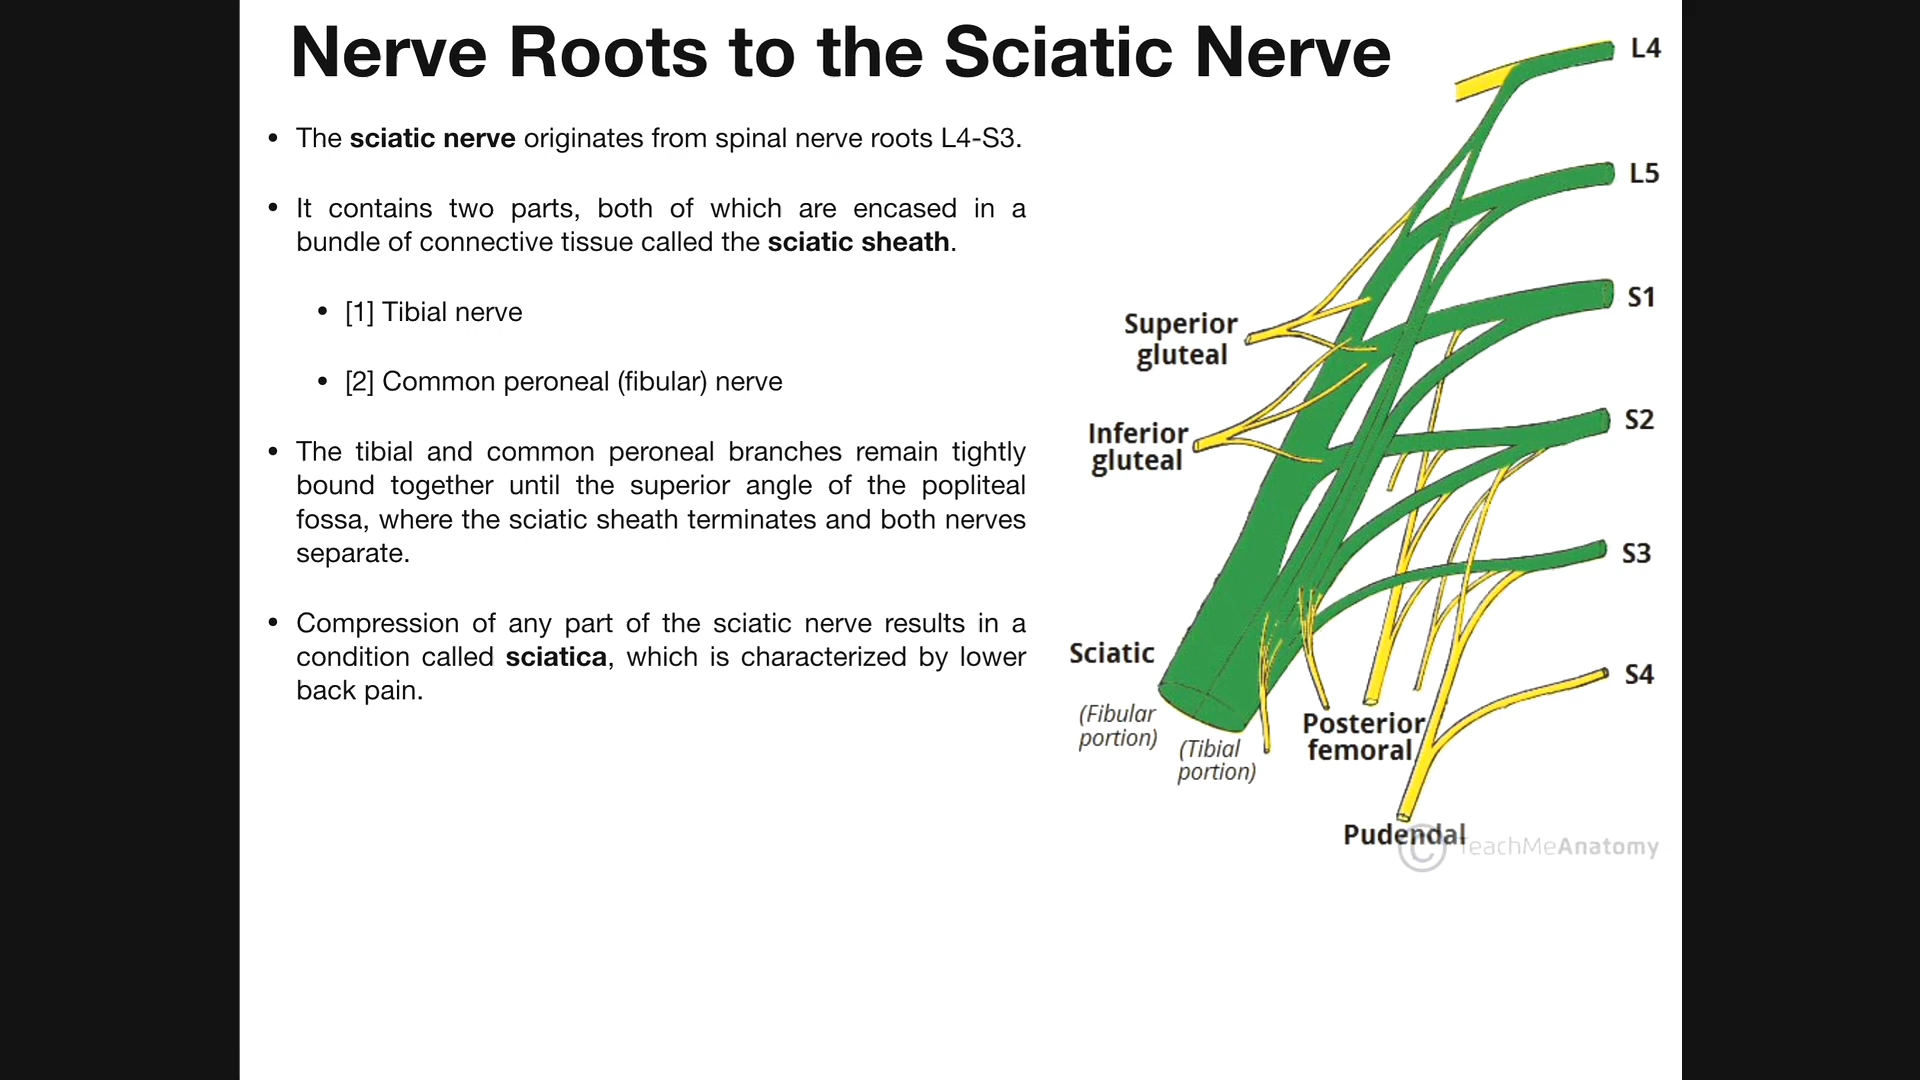 Nerve Roots to the Sciatic Nerve
• The sciatic nerve originates from spinal nerve roots L4-S3.
• It contains two parts, both of which are encased in a
bundle of connective tissue called the sciatic sheath.
• [1] Tibial nerve
• [2] Common peroneal (fibular) nerve
• The tibial and common peroneal branches remain tightly
bound together until the superior angle of the popliteal
fossa, where the sciatic sheath terminates and both nerves
separate.
• Compression of any part of the sciatic nerve results in a
condition called sciatica, which is characterized by lower
back pain.
L4
L5
S1
Superior
gluteal
S2
Inferior
gluteal
S3
Sciatic
S4
(Fibular
portion)
(Tibial
portion)
Posterior
femoral
Pudendal
© TeachMeAnatomy